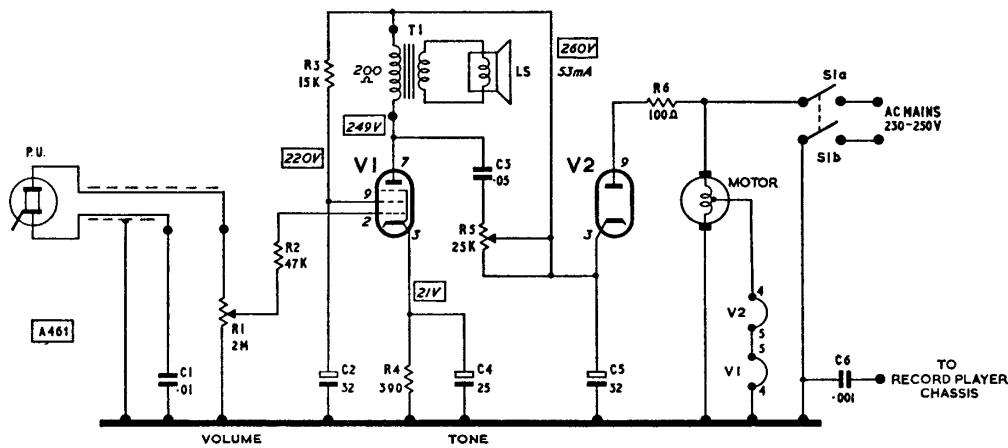 P.U.
A461
R1
2M
C1
·01
R2
47K
R3
15K
220V
C2
32
200
Ω
T1
LS
249V
V1
7
9
2
3
21V
R4
390
C4
25
C3
·05
R5
25K
260V
53mA
V2
9
3
C5
32
R6
100Ω
MOTOR
S1a
S1b
AC MAINS
230-250V
4
V2
5
5
V1
4
C6
·001
TO
RECORD PLAYER
CHASSIS
VOLUME
TONE